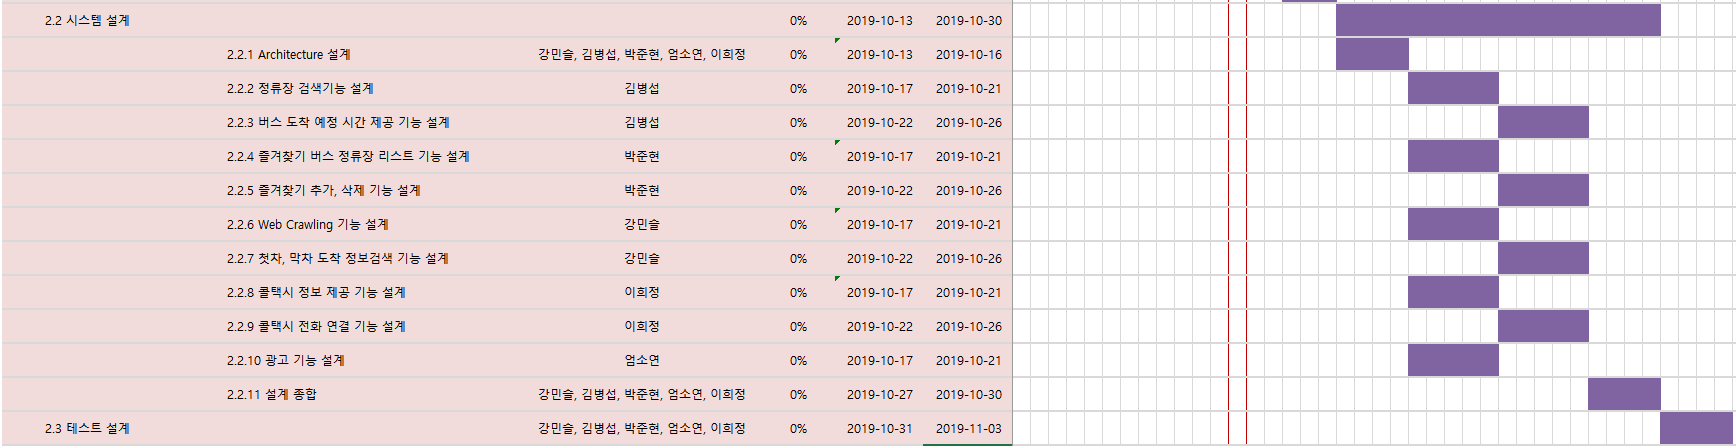 2.2 시스템 설계 0% 2019-10-13 2019-10-30
2.2.1 Architecture 설계 강민슬, 김병섭, 박준현, 엄소연, 이희정 0% 2019-10-13 2019-10-16
2.2.2 정류장 검색기능 설계 김병섭 0% 2019-10-17 2019-10-21
2.2.3 버스 도착 예정 시간 제공 기능 설계 김병섭 0% 2019-10-22 2019-10-26
2.2.4 즐겨찾기 버스 정류장 리스트 기능 설계 박준현 0% 2019-10-17 2019-10-21
2.2.5 즐겨찾기 추가, 삭제 기능 설계 박준현 0% 2019-10-22 2019-10-26
2.2.6 Web Crawling 기능 설계 강민슬 0% 2019-10-17 2019-10-21
2.2.7 첫차, 막차 도착 정보검색 기능 설계 강민슬 0% 2019-10-22 2019-10-26
2.2.8 콜택시 정보 제공 기능 설계 이희정 0% 2019-10-17 2019-10-21
2.2.9 콜택시 전화 연결 기능 설계 이희정 0% 2019-10-22 2019-10-26
2.2.10 광고 기능 설계 엄소연 0% 2019-10-17 2019-10-21
2.2.11 설계 종합 강민슬, 김병섭, 박준현, 엄소연, 이희정 0% 2019-10-27 2019-10-30
2.3 테스트 설계 강민슬, 김병섭, 박준현, 엄소연, 이희정 0% 2019-10-31 2019-11-03